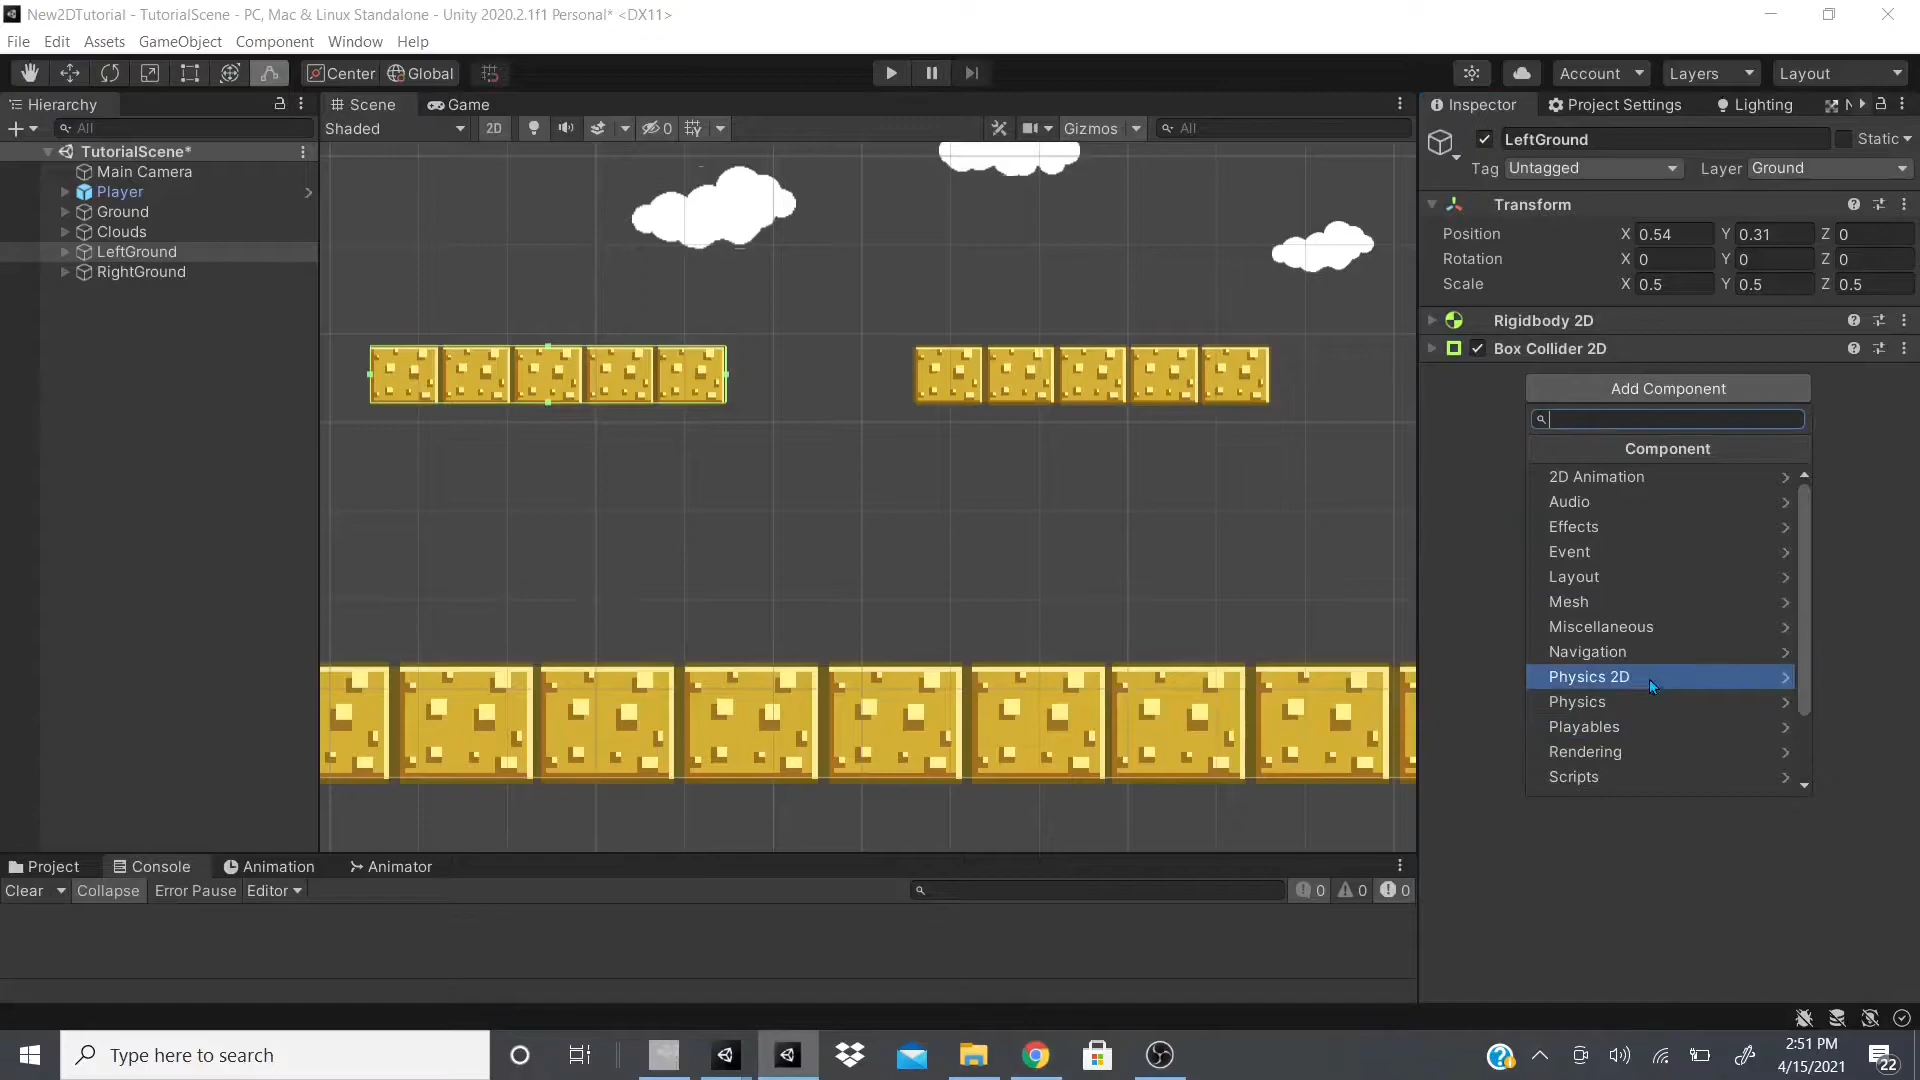 New2DTutorial - TutorialScene - PC, Mac & Linux Standalone - Unity 2020.2.1f1 Personal* <DX11>
File Edit Assets GameObject Component Window Help
Center Global Account Layers Layout
Hierarchy
All
TutorialScene*
Main Camera
Player
Ground
Clouds
LeftGround
RightGround
Scene Game
Shaded 2D 0 Gizmos All
Inspector Project Settings Lighting
LeftGround Static
Tag Untagged Layer Ground
Transform
Position X 0.54 Y 0.31 Z 0
Rotation X 0 Y 0 Z 0
Scale X 0.5 Y 0.5 Z 0.5
Rigidbody 2D
Box Collider 2D
Add Component
Component
2D Animation
Audio
Effects
Event
Layout
Mesh
Miscellaneous
Navigation
Physics 2D
Physics
Playables
Rendering
Scripts
Project Console Animation Animator
Clear Collapse Error Pause Editor 0 0 0
Type here to search
2:51 PM
4/15/2021
22